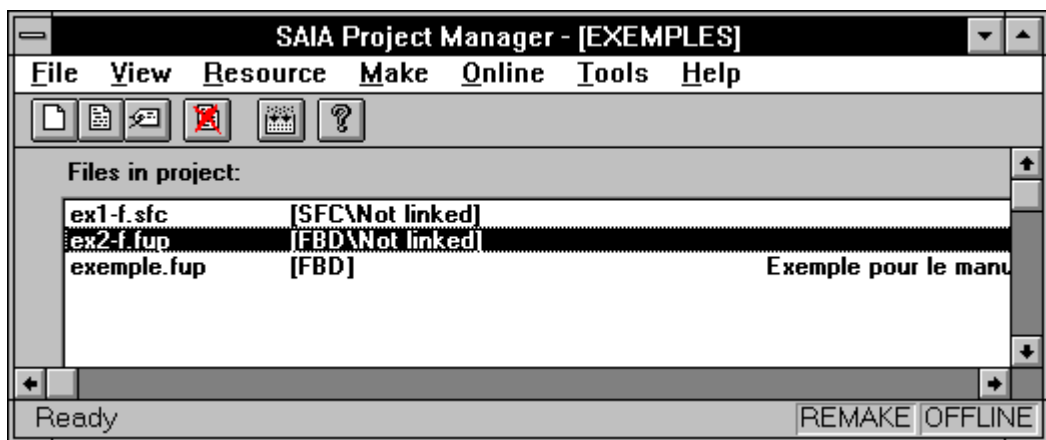 SAIA Project Manager - [EXEMPLES]
File View Resource Make Online Tools Help
Files in project:
ex1-f.sfc [SFC\Not linked]
ex2-f.fup [FBD\Not linked]
exemple.fup [FBD] Exemple pour le manu
Ready REMAKE OFFLINE